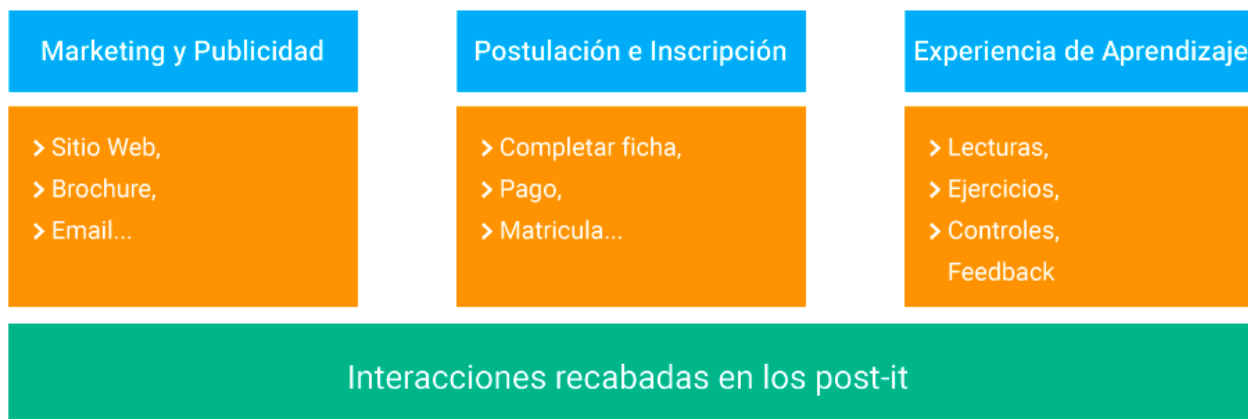 Marketing y Publicidad
> Sitio Web,
> Brochure,
> Email...
Postulación e Inscripción
> Completar ficha,
> Pago,
> Matricula...
Experiencia de Aprendizaje
> Lecturas,
> Ejercicios,
> Controles,
Feedback
Interacciones recabadas en los post-it